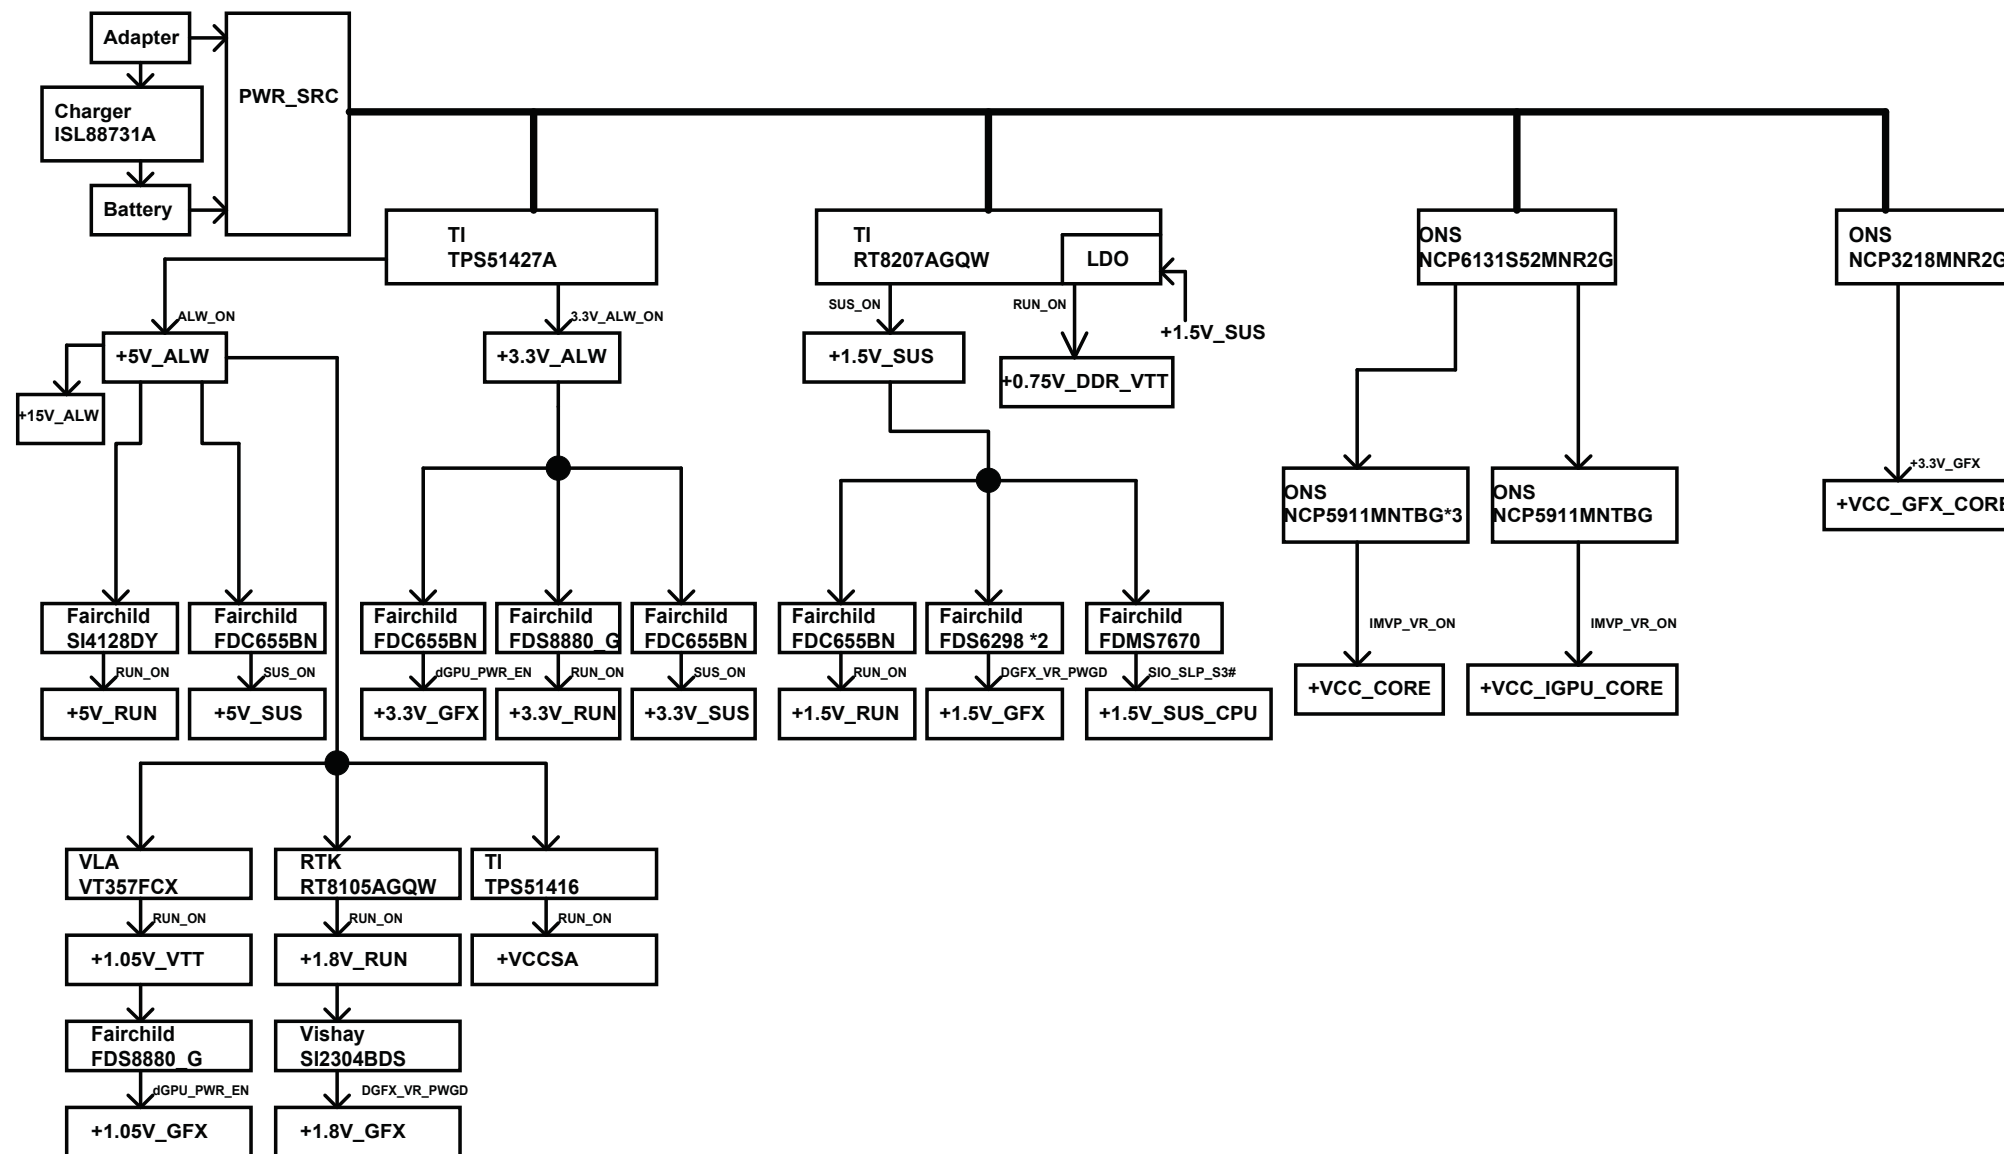 Adapter
PWR_SRC
Charger
ISL88731A
Battery
TI
TPS51427A
TI
RT8207AGQW
LDO
ONS
NCP6131S52MNR2G
ONS
NCP3218MNR2G
ALW_ON
3.3V_ALW_ON
SUS_ON
RUN_ON
+1.5V_SUS
+5V_ALW
+3.3V_ALW
+1.5V_SUS
+0.75V_DDR_VTT
+15V_ALW
+3.3V_GFX
+VCC_GFX_CORE
ONS
NCP5911MNTBG*3
ONS
NCP5911MNTBG
Fairchild
SI4128DY
Fairchild
FDC655BN
Fairchild
FDC655BN
Fairchild
FDS8880_G
Fairchild
FDC655BN
Fairchild
FDC655BN
Fairchild
FDS6298 *2
Fairchild
FDMS7670
IMVP_VR_ON
IMVP_VR_ON
RUN_ON
SUS_ON
dGPU_PWR_EN
RUN_ON
SUS_ON
RUN_ON
DGFX_VR_PWGD
SIO_SLP_S3#
+5V_RUN
+5V_SUS
+3.3V_GFX
+3.3V_RUN
+3.3V_SUS
+1.5V_RUN
+1.5V_GFX
+1.5V_SUS_CPU
+VCC_CORE
+VCC_IGPU_CORE
VLA
VT357FCX
RTK
RT8105AGQW
TI
TPS51416
RUN_ON
RUN_ON
RUN_ON
+1.05V_VTT
+1.8V_RUN
+VCCSA
Fairchild
FDS8880_G
Vishay
SI2304BDS
dGPU_PWR_EN
DGFX_VR_PWGD
+1.05V_GFX
+1.8V_GFX